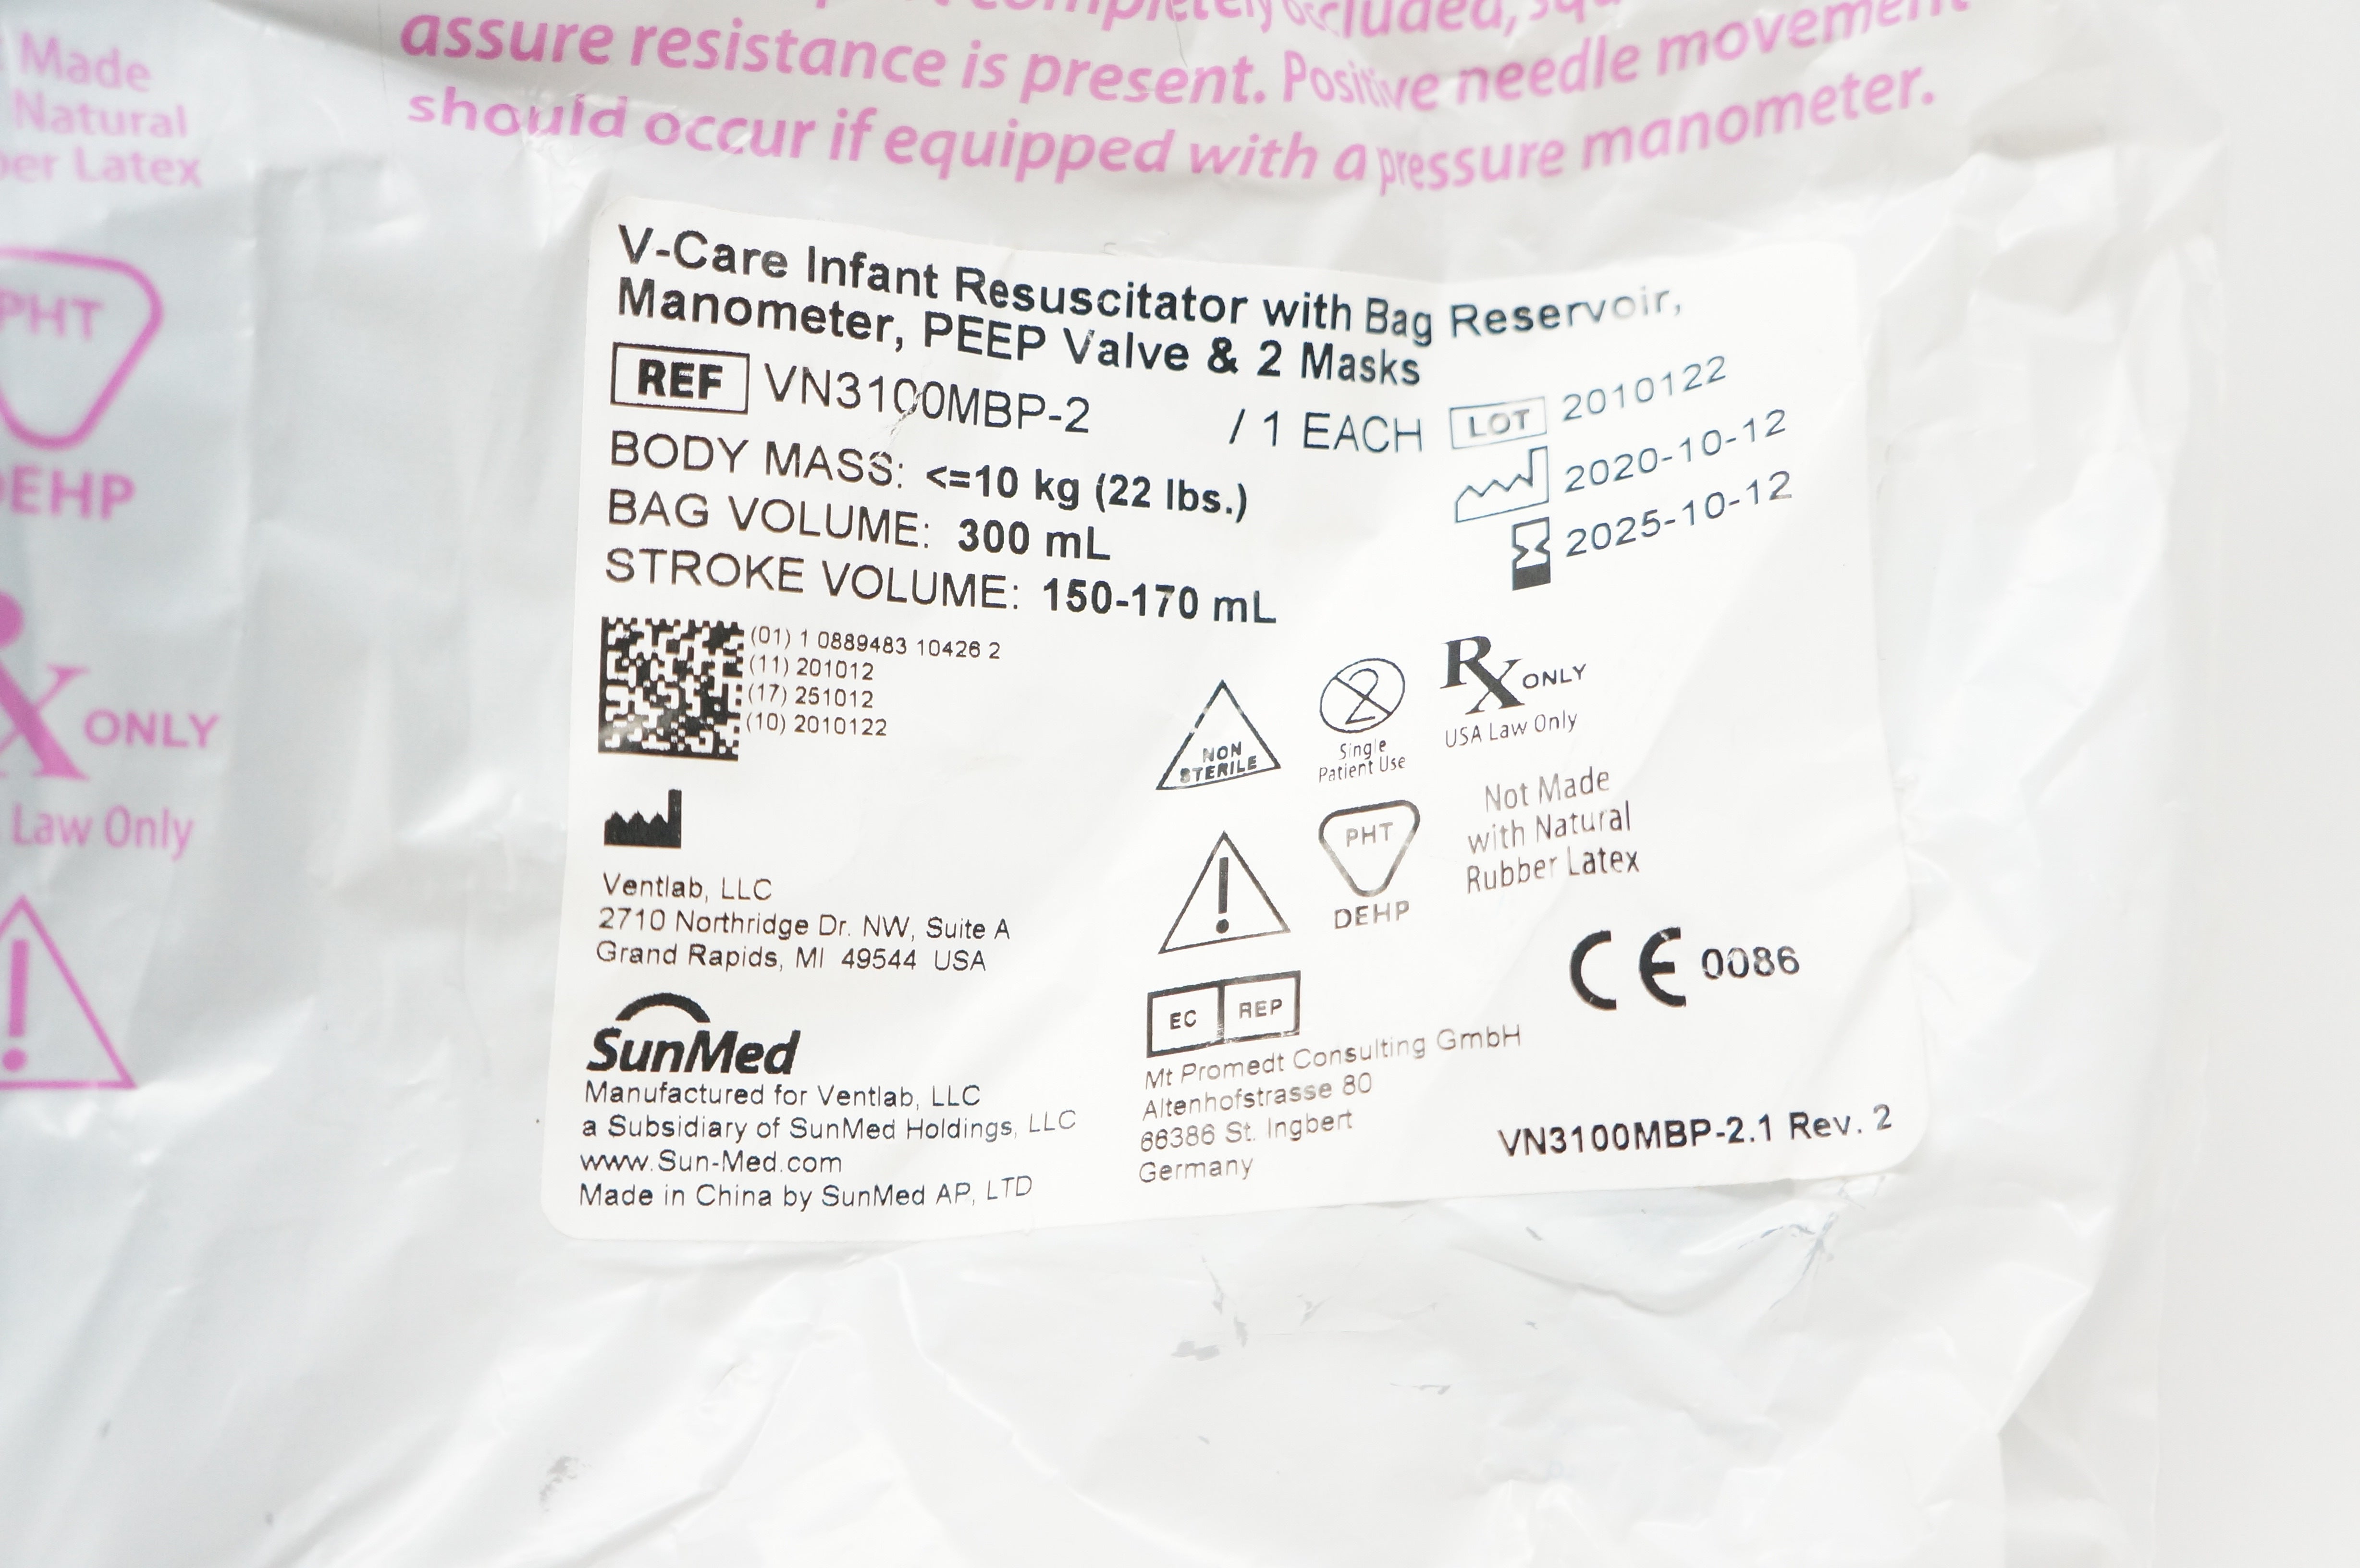 completely occluded,
assure resistance is present. Positive needle movement
should occur if equipped with a pressure manometer.
Made
Natural
Latex
PHT
DEHP
ONLY
Law Only
V-Care Infant Resuscitator with Bag Reservoir,
Manometer, PEEP Valve & 2 Masks
REF VN3100MBP-2 / 1 EACH LOT 2010122
BODY MASS: <=10 kg (22 lbs.) 2020-10-12
BAG VOLUME: 300 mL 2025-10-12
STROKE VOLUME: 150-170 mL
(01) 1 0889483 10426 2
(11) 201012
(17) 251012
(10) 2010122
NON
STERILE
2
Single
Patient Use
Rx ONLY
USA Law Only
PHT
DEHP
Not Made
with Natural
Rubber Latex
Ventlab, LLC
2710 Northridge Dr. NW, Suite A
Grand Rapids, MI 49544 USA
CE 0086
SunMed
Manufactured for Ventlab, LLC
a Subsidiary of SunMed Holdings, LLC
www.Sun-Med.com
Made in China by SunMed AP, LTD
EC REP
Mt Promedt Consulting GmbH
Altenhofstrasse 80
66386 St. Ingbert
Germany
VN3100MBP-2.1 Rev. 2